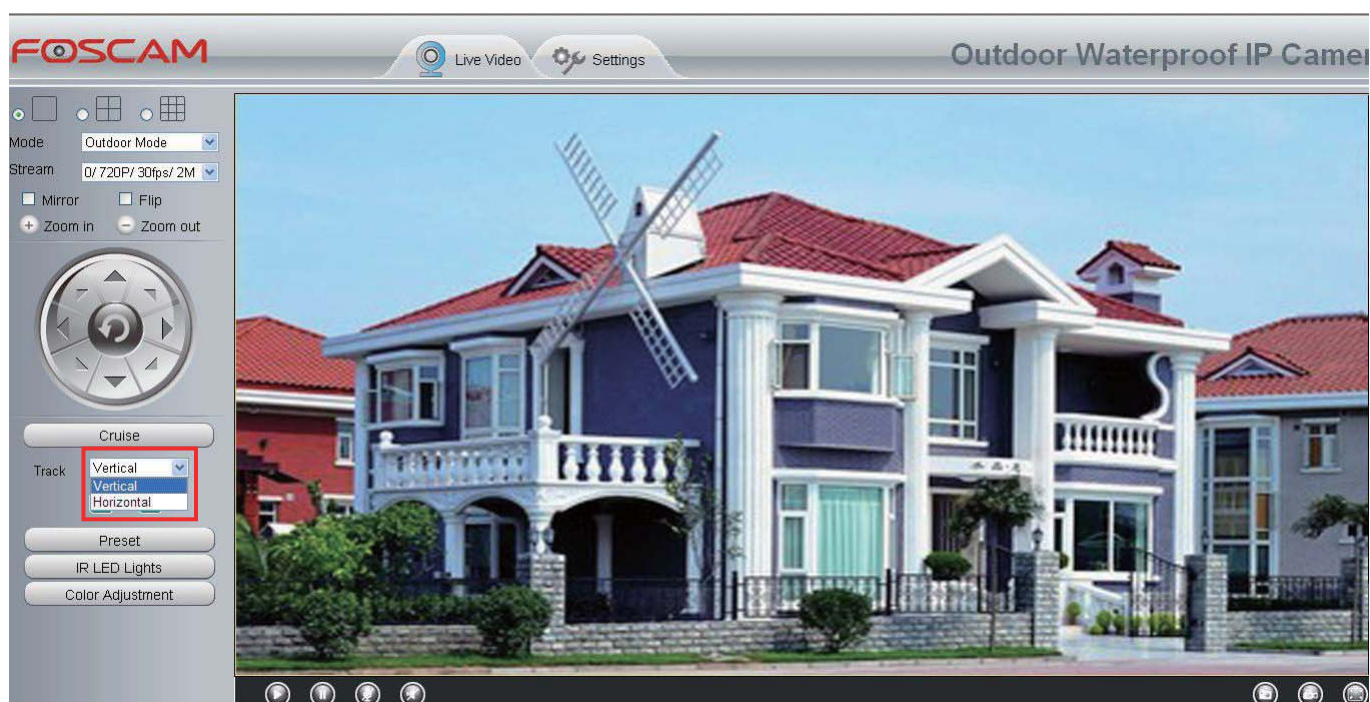 FOSCAM
Live Video
Settings
Outdoor Waterproof IP Camer
Mode
Outdoor Mode
Stream
0/ 720P/ 30fps/ 2M
Mirror
Flip
+ Zoom in
− Zoom out
Cruise
Track
Vertical
Vertical
Horizontal
Preset
IR LED Lights
Color Adjustment